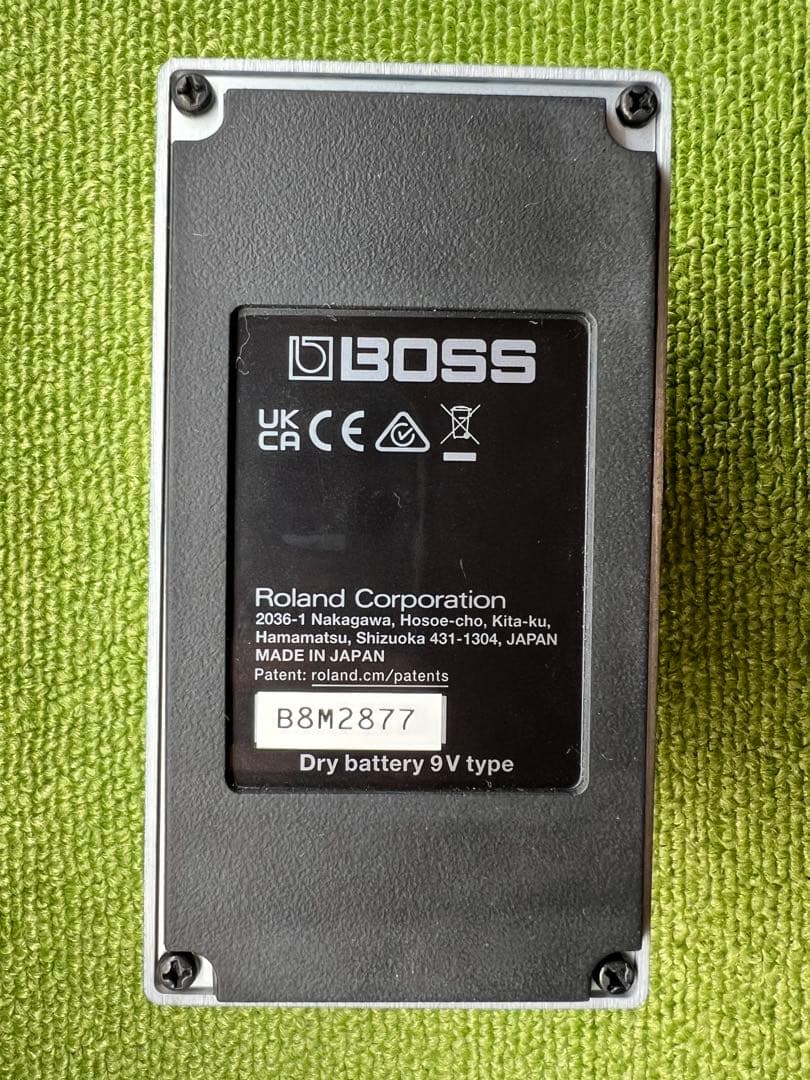 BOSS
UK
CA CE
Roland Corporation
2036-1 Nakagawa, Hosoe-cho, Kita-ku,
Hamamatsu, Shizuoka 431-1304, JAPAN
MADE IN JAPAN
Patent: roland.cm/patents
B8M2877
Dry battery 9V type